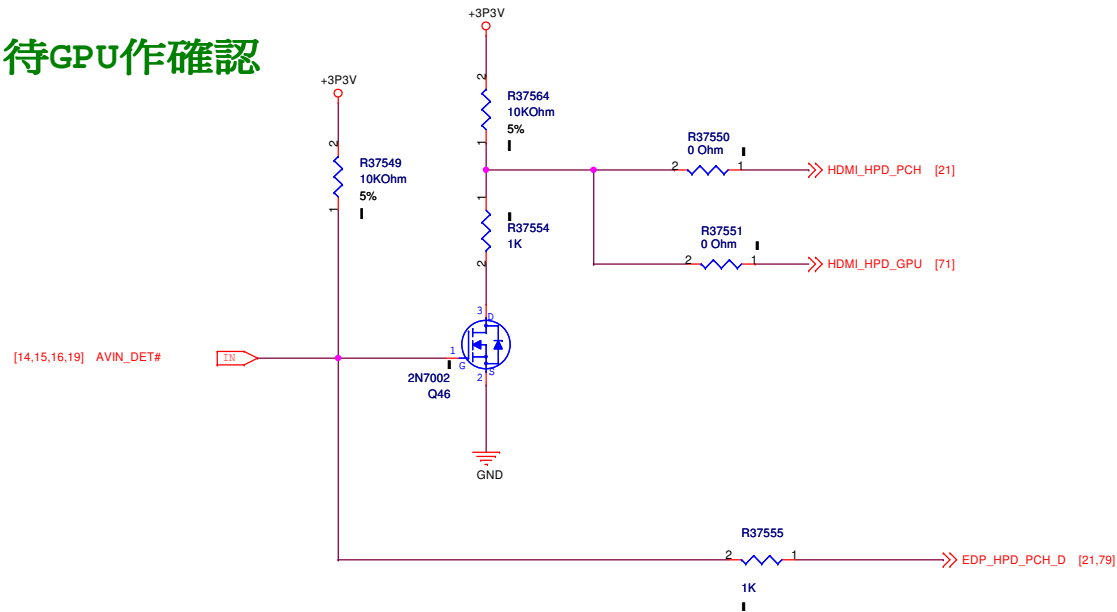 待GPU作確認
+3P3V
+3P3V
2
R37564
10KOhm
5%
1
2
R37549
10KOhm
5%
1
R37550
0 Ohm
2
1
HDMI_HPD_PCH [21]
1
R37554
1K
2
R37551
0 Ohm
2
1
HDMI_HPD_GPU [71]
3
D
[14,15,16,19] AVIN_DET#
IN
1
G
2
S
2N7002
Q46
GND
R37555
2
1
1K
EDP_HPD_PCH_D [21,79]